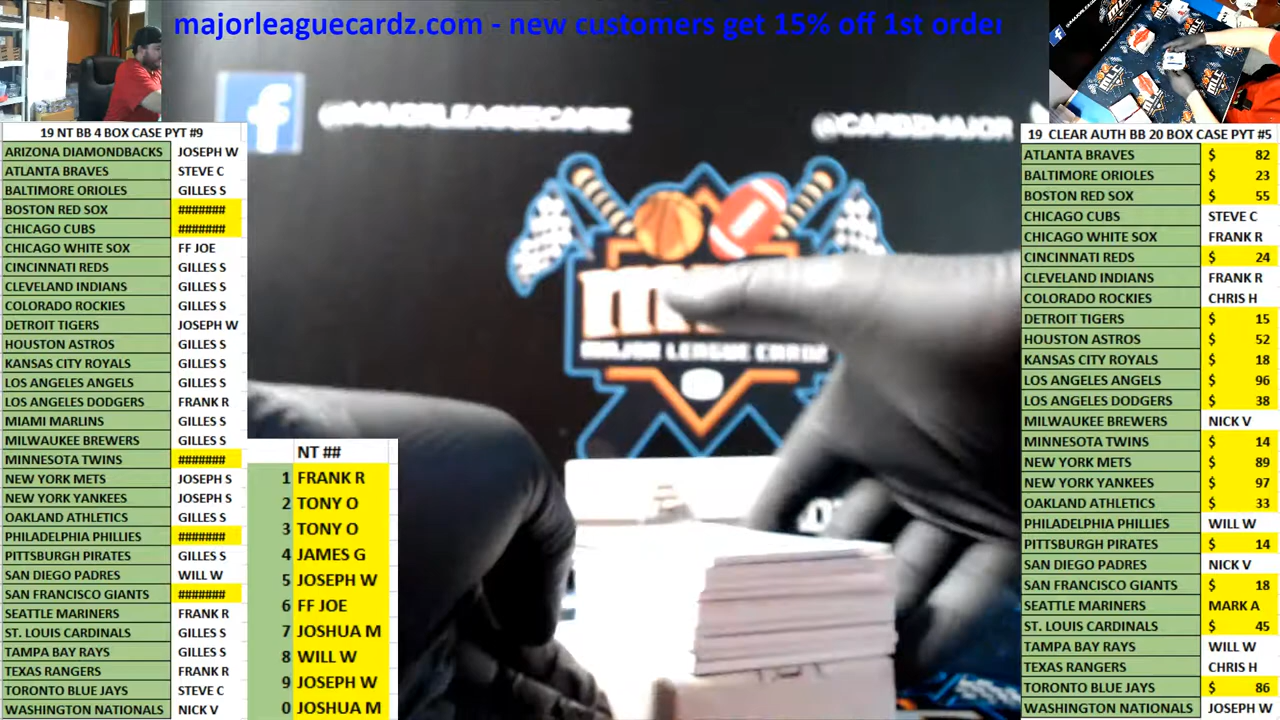 majorleaguecardz.com - new customers get 15% off 1st order
@MAJORLEAGUECARDZ
@CARDZMAJOR
MAJOR LEAGUE CARDZ
MLC
19 NT BB 4 BOX CASE PYT #9
ARIZONA DIAMONDBACKS JOSEPH W
ATLANTA BRAVES STEVE C
BALTIMORE ORIOLES GILLES S
BOSTON RED SOX #######
CHICAGO CUBS #######
CHICAGO WHITE SOX FF JOE
CINCINNATI REDS GILLES S
CLEVELAND INDIANS GILLES S
COLORADO ROCKIES GILLES S
DETROIT TIGERS JOSEPH W
HOUSTON ASTROS GILLES S
KANSAS CITY ROYALS GILLES S
LOS ANGELES ANGELS GILLES S
LOS ANGELES DODGERS FRANK R
MIAMI MARLINS GILLES S
MILWAUKEE BREWERS GILLES S
MINNESOTA TWINS #######
NEW YORK METS JOSEPH S
NEW YORK YANKEES JOSEPH S
OAKLAND ATHLETICS GILLES S
PHILADELPHIA PHILLIES #######
PITTSBURGH PIRATES GILLES S
SAN DIEGO PADRES WILL W
SAN FRANCISCO GIANTS #######
SEATTLE MARINERS FRANK R
ST. LOUIS CARDINALS GILLES S
TAMPA BAY RAYS GILLES S
TEXAS RANGERS FRANK R
TORONTO BLUE JAYS STEVE C
WASHINGTON NATIONALS NICK V
NT ##
1 FRANK R
2 TONY O
3 TONY O
4 JAMES G
5 JOSEPH W
6 FF JOE
7 JOSHUA M
8 WILL W
9 JOSEPH W
0 JOSHUA M
19 CLEAR AUTH BB 20 BOX CASE PYT #5
ATLANTA BRAVES $ 82
BALTIMORE ORIOLES $ 23
BOSTON RED SOX $ 55
CHICAGO CUBS STEVE C
CHICAGO WHITE SOX FRANK R
CINCINNATI REDS $ 24
CLEVELAND INDIANS FRANK R
COLORADO ROCKIES CHRIS H
DETROIT TIGERS $ 15
HOUSTON ASTROS $ 52
KANSAS CITY ROYALS $ 18
LOS ANGELES ANGELS $ 96
LOS ANGELES DODGERS $ 38
MILWAUKEE BREWERS NICK V
MINNESOTA TWINS $ 14
NEW YORK METS $ 89
NEW YORK YANKEES $ 97
OAKLAND ATHLETICS $ 33
PHILADELPHIA PHILLIES WILL W
PITTSBURGH PIRATES $ 14
SAN DIEGO PADRES NICK V
SAN FRANCISCO GIANTS $ 18
SEATTLE MARINERS MARK A
ST. LOUIS CARDINALS $ 45
TAMPA BAY RAYS WILL W
TEXAS RANGERS CHRIS H
TORONTO BLUE JAYS $ 86
WASHINGTON NATIONALS JOSEPH W